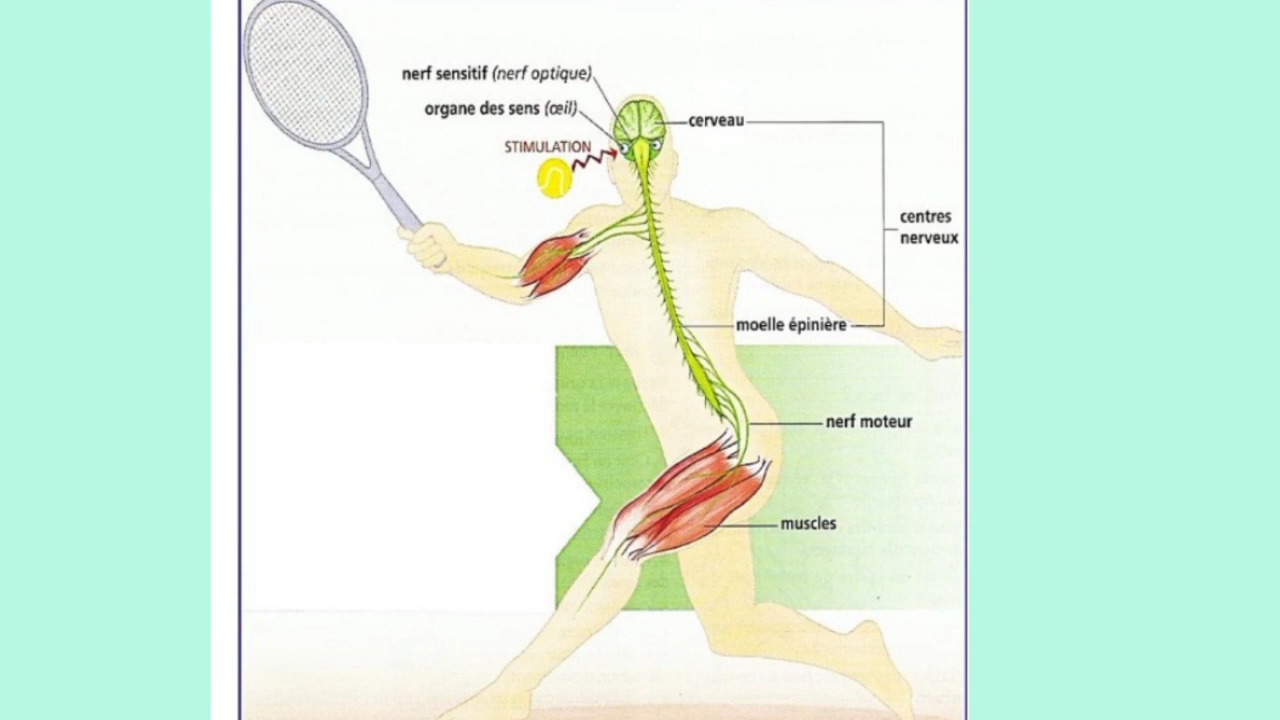 nerf sensitif (nerf optique)
organe des sens (œil)
cerveau
STIMULATION
centres
nerveux
moelle épinière
nerf moteur
muscles